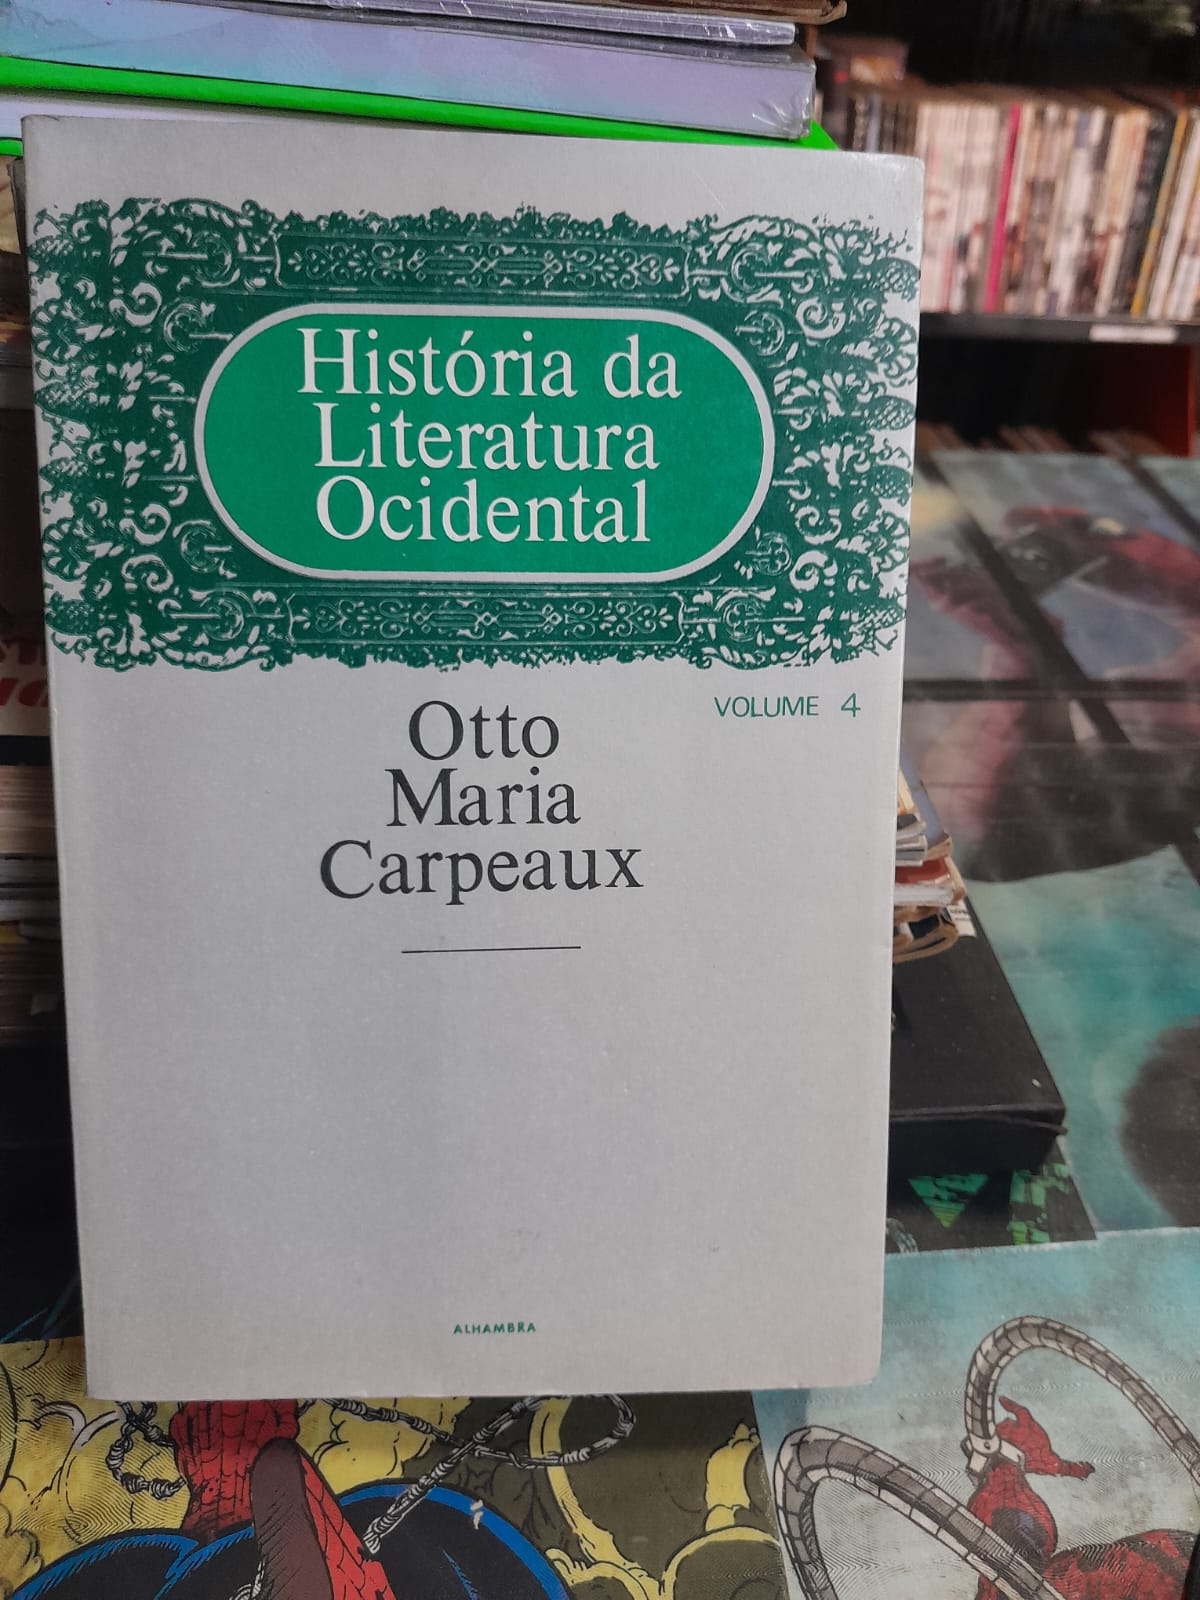 História da
Literatura
Ocidental
VOLUME 4
Otto
Maria
Carpeaux
ALHAMBRA